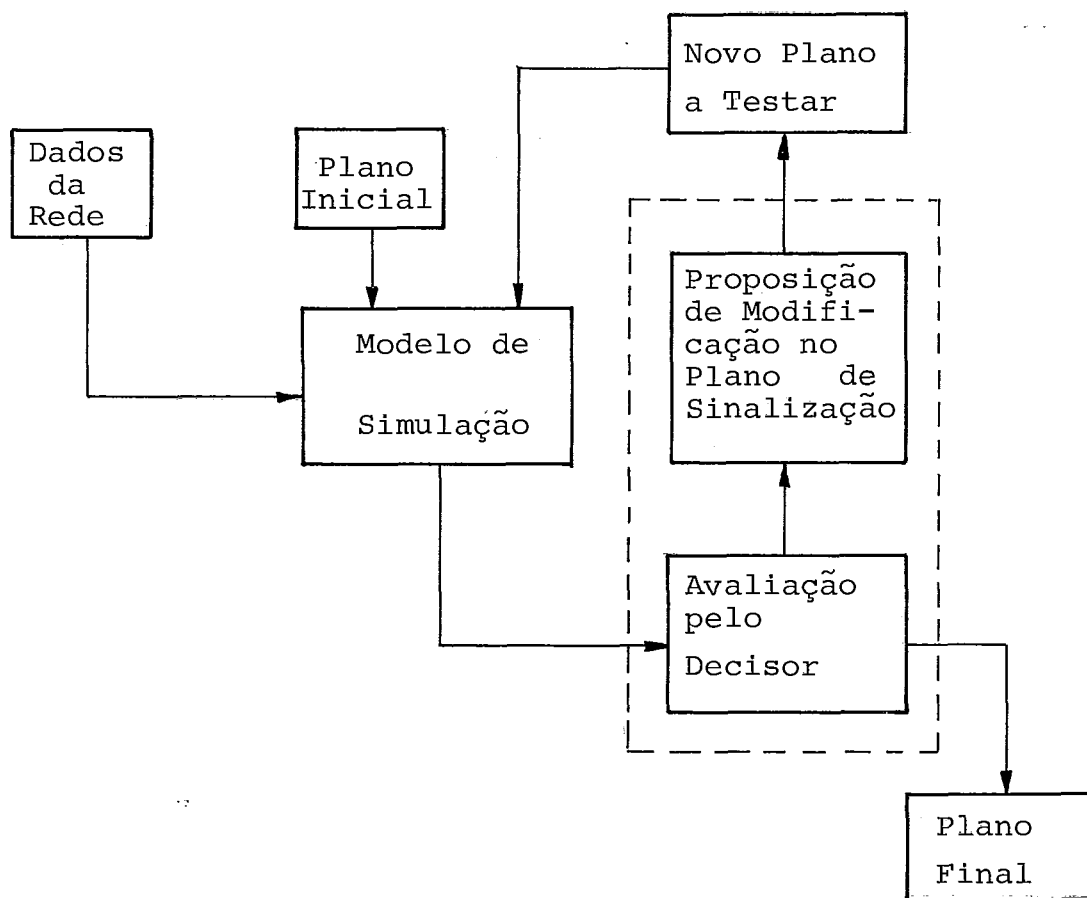 Novo Plano
a Testar
Dados
da
Rede
Plano
Inicial
Proposição
de Modifi-
cação no
Plano de
Sinalização
Modelo de
Simulação
Avaliação
pelo
Decisor
Plano
Final